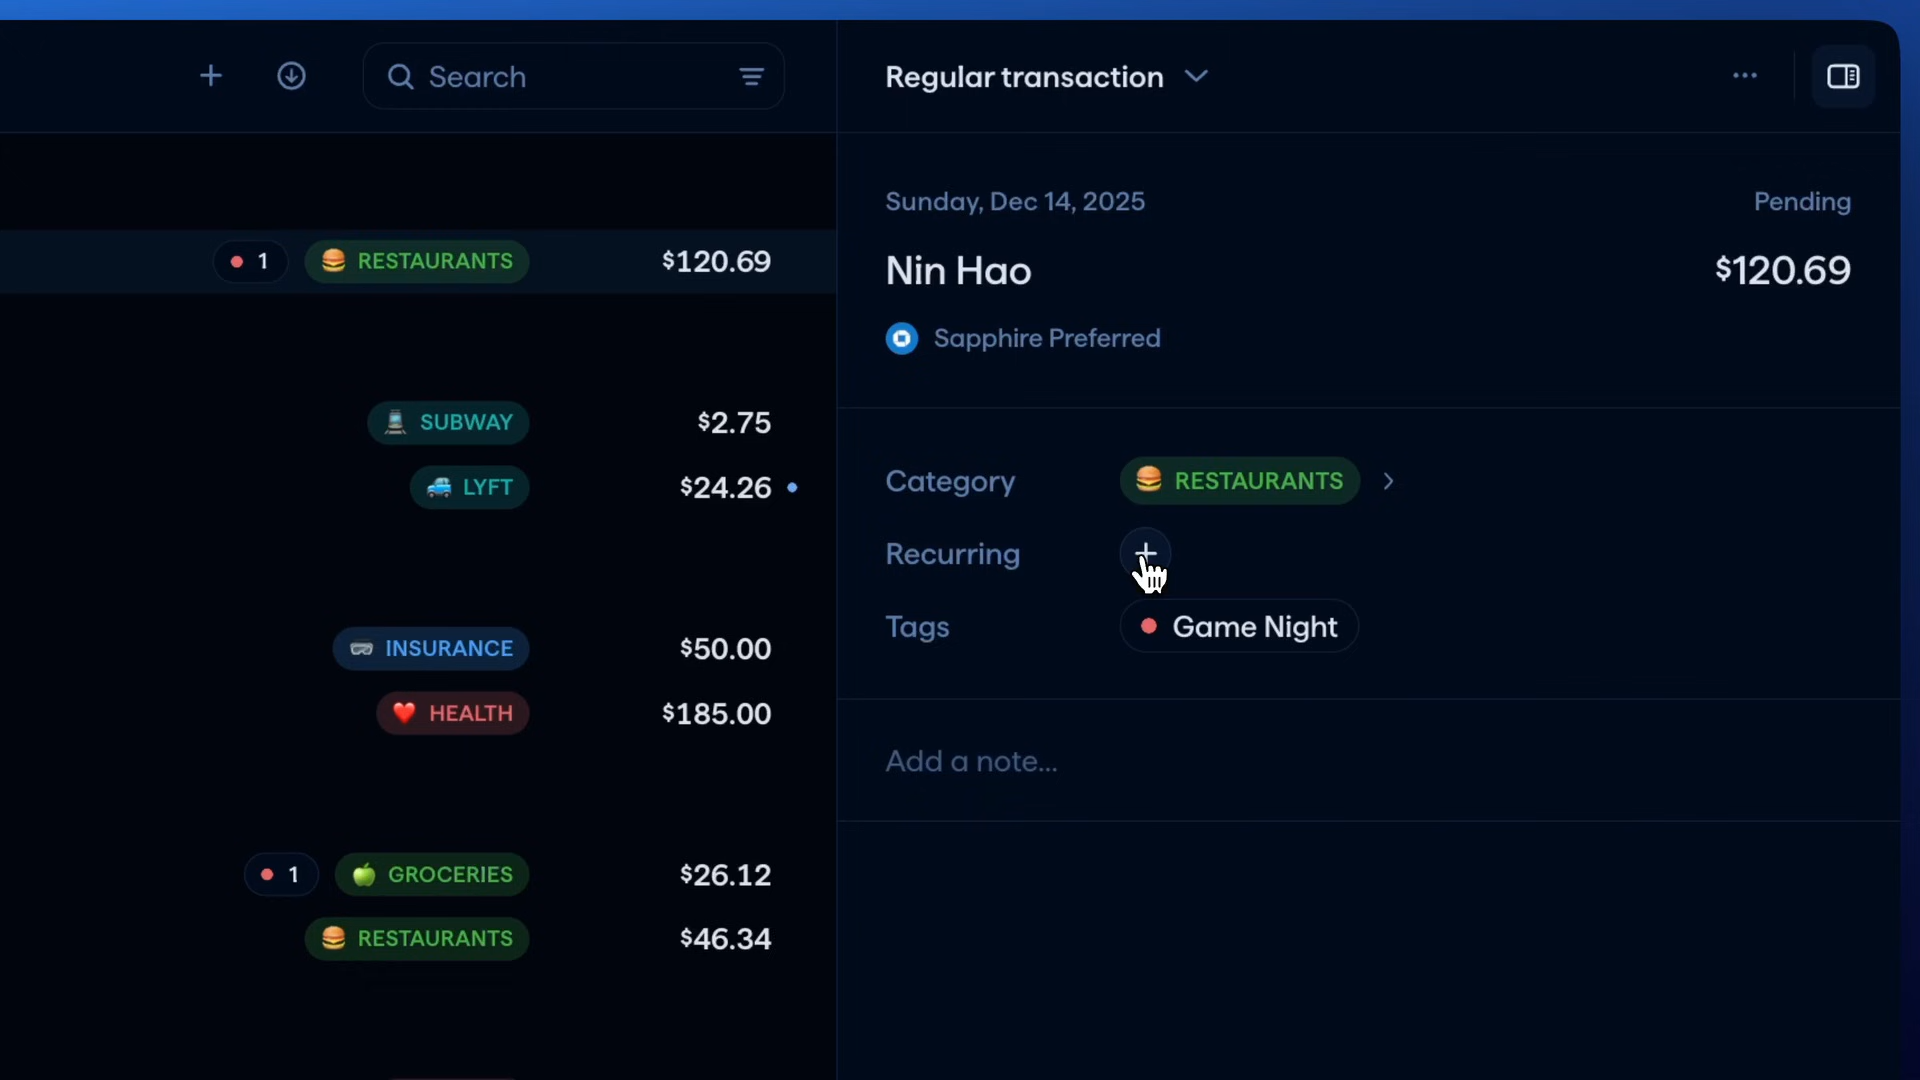 Search
1 RESTAURANTS $120.69
SUBWAY $2.75
LYFT $24.26
INSURANCE $50.00
HEALTH $185.00
1 GROCERIES $26.12
RESTAURANTS $46.34
Regular transaction
Sunday, Dec 14, 2025 Pending
Nin Hao $120.69
Sapphire Preferred
Category RESTAURANTS
Recurring
Tags Game Night
Add a note...